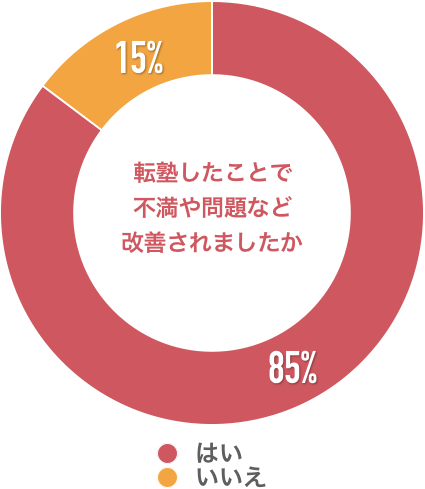 15%
転塾したことで
不満や問題など
改善されましたか
85%
はい
いいえ